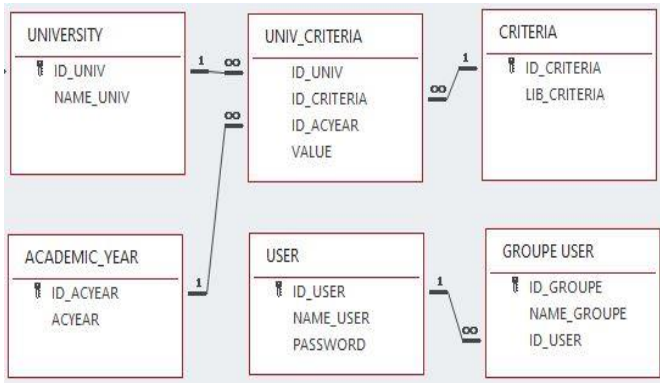 UNIVERSITY
ID_UNIV
NAME_UNIV
1
∞
UNIV_CRITERIA
ID_UNIV
ID_CRITERIA
ID_ACYEAR
VALUE
∞
∞
1
CRITERIA
ID_CRITERIA
LIB_CRITERIA
ACADEMIC_YEAR
ID_ACYEAR
ACYEAR
1
USER
ID_USER
NAME_USER
PASSWORD
1
∞
GROUPE USER
ID_GROUPE
NAME_GROUPE
ID_USER